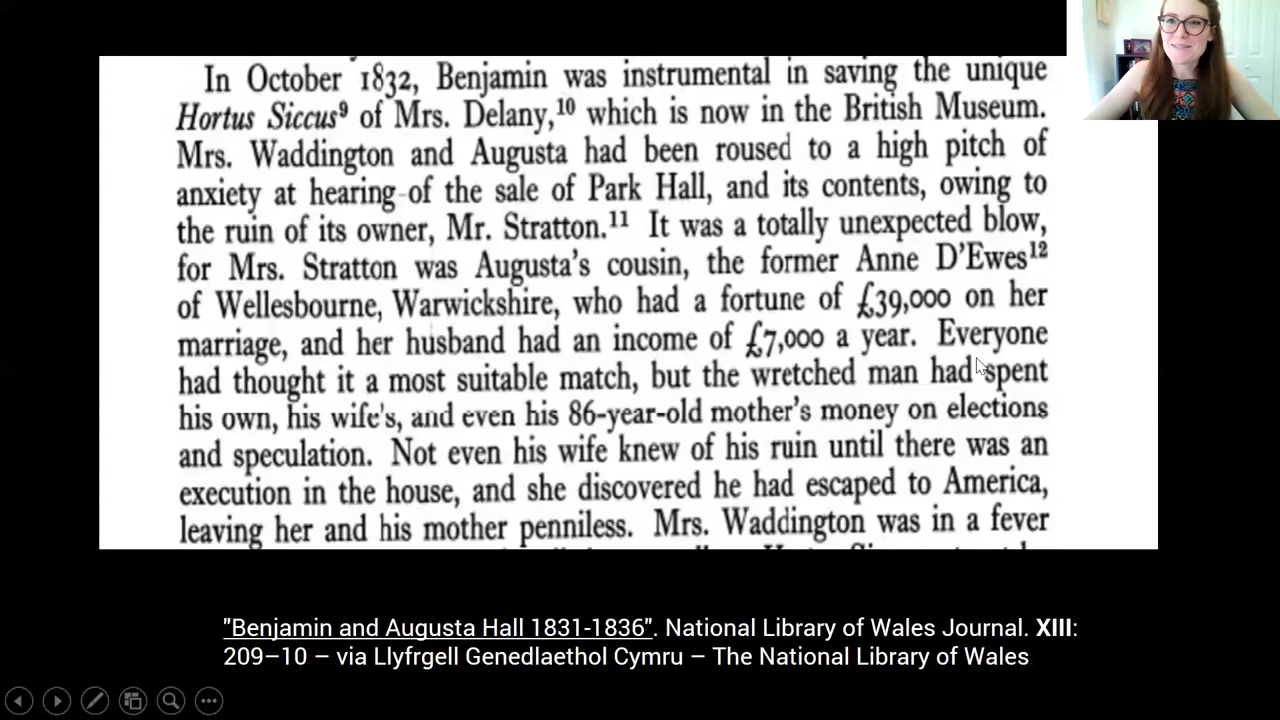 In October 1832, Benjamin was instrumental in saving the unique
Hortus Siccus⁹ of Mrs. Delany,¹⁰ which is now in the British Museum.
Mrs. Waddington and Augusta had been roused to a high pitch of
anxiety at hearing of the sale of Park Hall, and its contents, owing to
the ruin of its owner, Mr. Stratton.¹¹ It was a totally unexpected blow,
for Mrs. Stratton was Augusta's cousin, the former Anne D'Ewes¹²
of Wellesbourne, Warwickshire, who had a fortune of £39,000 on her
marriage, and her husband had an income of £7,000 a year. Everyone
had thought it a most suitable match, but the wretched man had spent
his own, his wife's, and even his 86-year-old mother's money on elections
and speculation. Not even his wife knew of his ruin until there was an
execution in the house, and she discovered he had escaped to America,
leaving her and his mother penniless. Mrs. Waddington was in a fever
"Benjamin and Augusta Hall 1831-1836". National Library of Wales Journal. XIII:
209–10 – via Llyfrgell Genedlaethol Cymru – The National Library of Wales